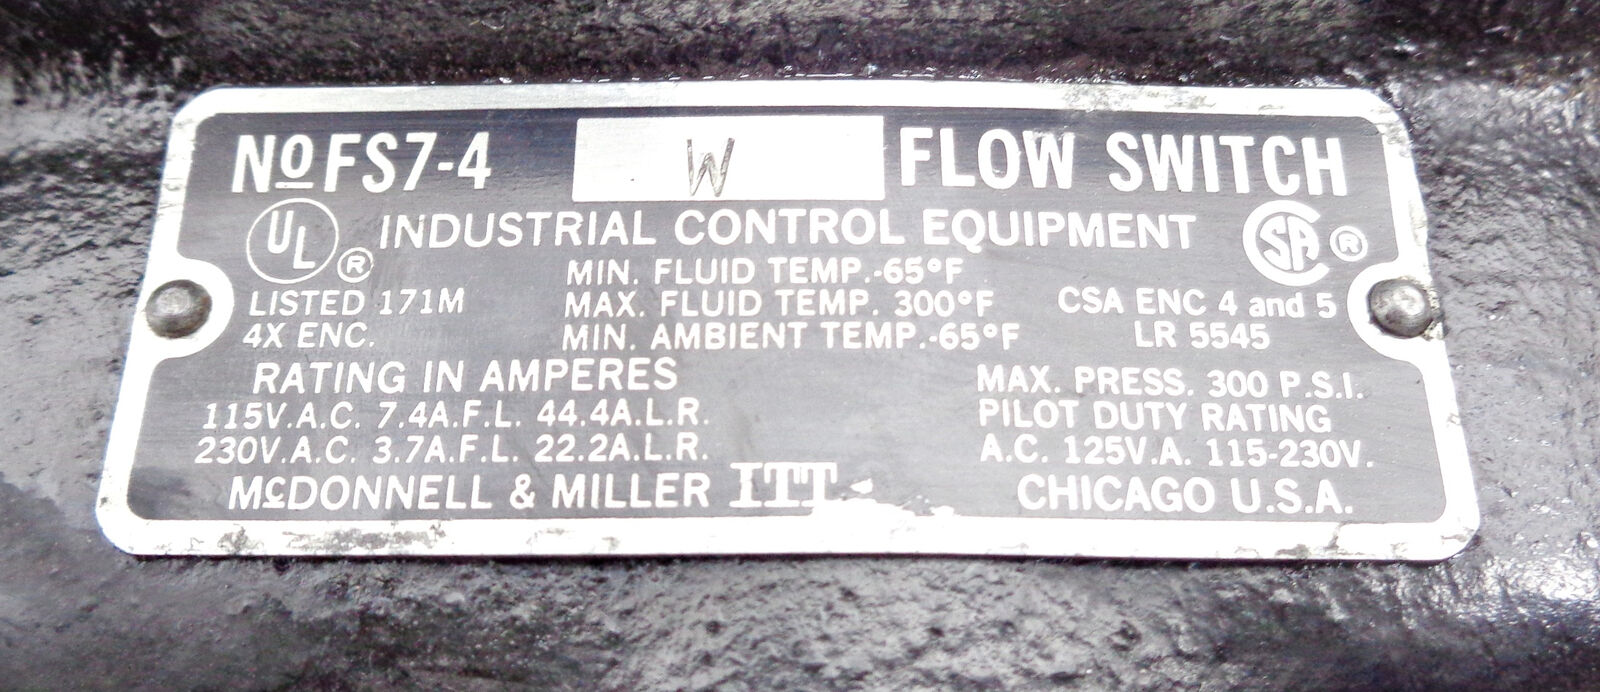 No FS7-4 W FLOW SWITCH
UL ® INDUSTRIAL CONTROL EQUIPMENT CSA ®
MIN. FLUID TEMP.-65°F
LISTED 171M MAX. FLUID TEMP. 300°F CSA ENC 4 and 5
4X ENC. MIN. AMBIENT TEMP.-65°F LR 5545
RATING IN AMPERES MAX. PRESS. 300 P.S.I.
115V.A.C. 7.4A.F.L. 44.4A.L.R. PILOT DUTY RATING
230V.A.C. 3.7A.F.L. 22.2A.L.R. A.C. 125V.A. 115-230V.
McDONNELL & MILLER ITT CHICAGO U.S.A.